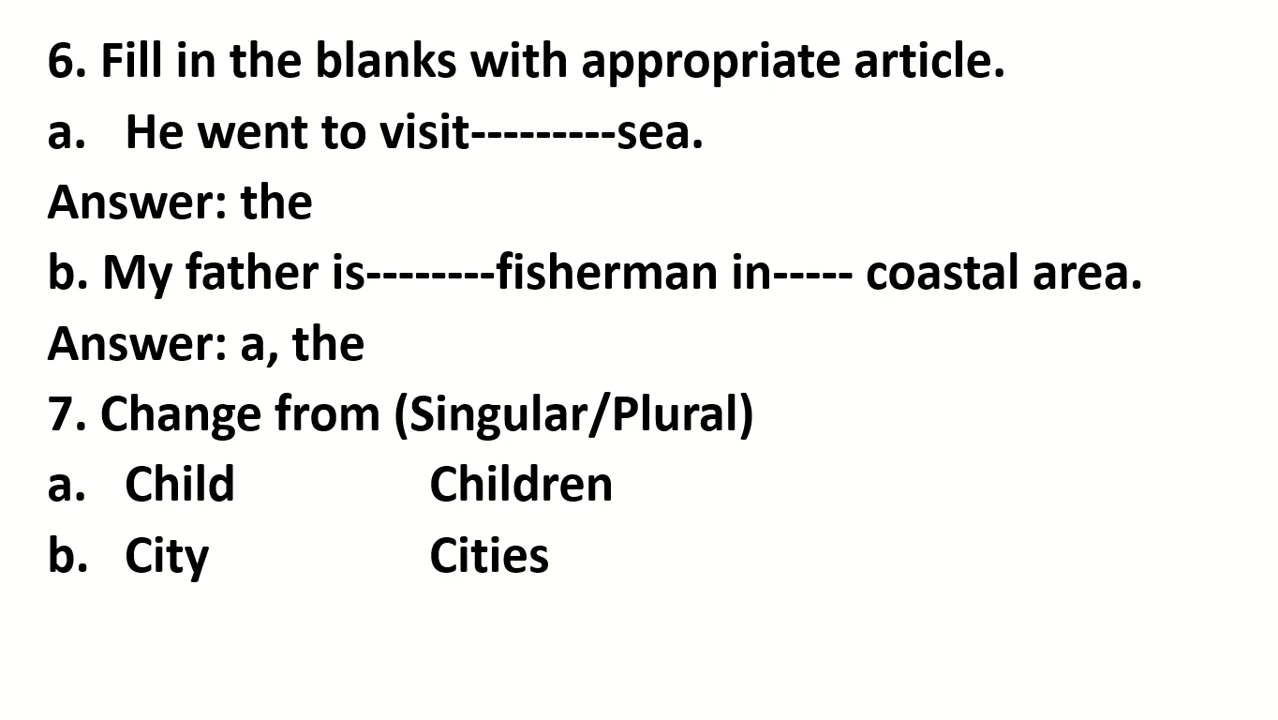 6. Fill in the blanks with appropriate article.
a. He went to visit---------sea.
Answer: the
b. My father is--------fisherman in----- coastal area.
Answer: a, the
7. Change from (Singular/Plural)
a. Child Children
b. City Cities